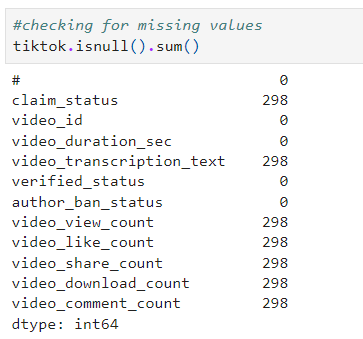 #checking for missing values
tiktok.isnull().sum()
# 0
claim_status 298
video_id 0
video_duration_sec 0
video_transcription_text 298
verified_status 0
author_ban_status 0
video_view_count 298
video_like_count 298
video_share_count 298
video_download_count 298
video_comment_count 298
dtype: int64